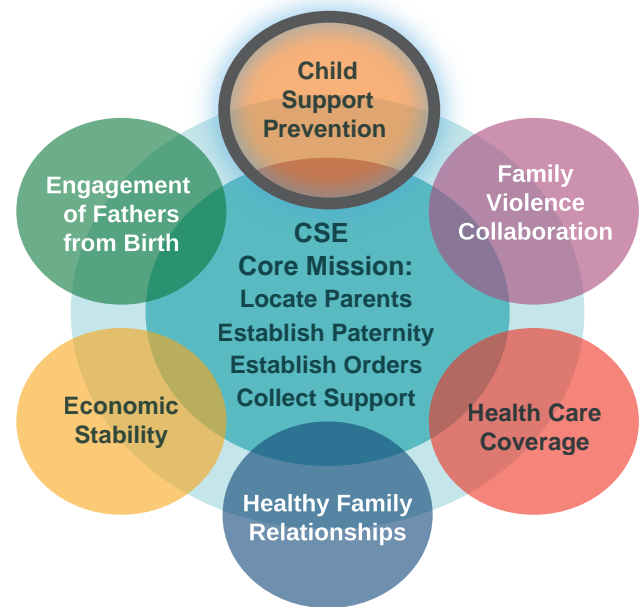 Child
Support
Prevention
Engagement
of Fathers
from Birth
Family
Violence
Collaboration
CSE
Core Mission:
Locate Parents
Establish Paternity
Establish Orders
Collect Support
Economic
Stability
Health Care
Coverage
Healthy Family
Relationships